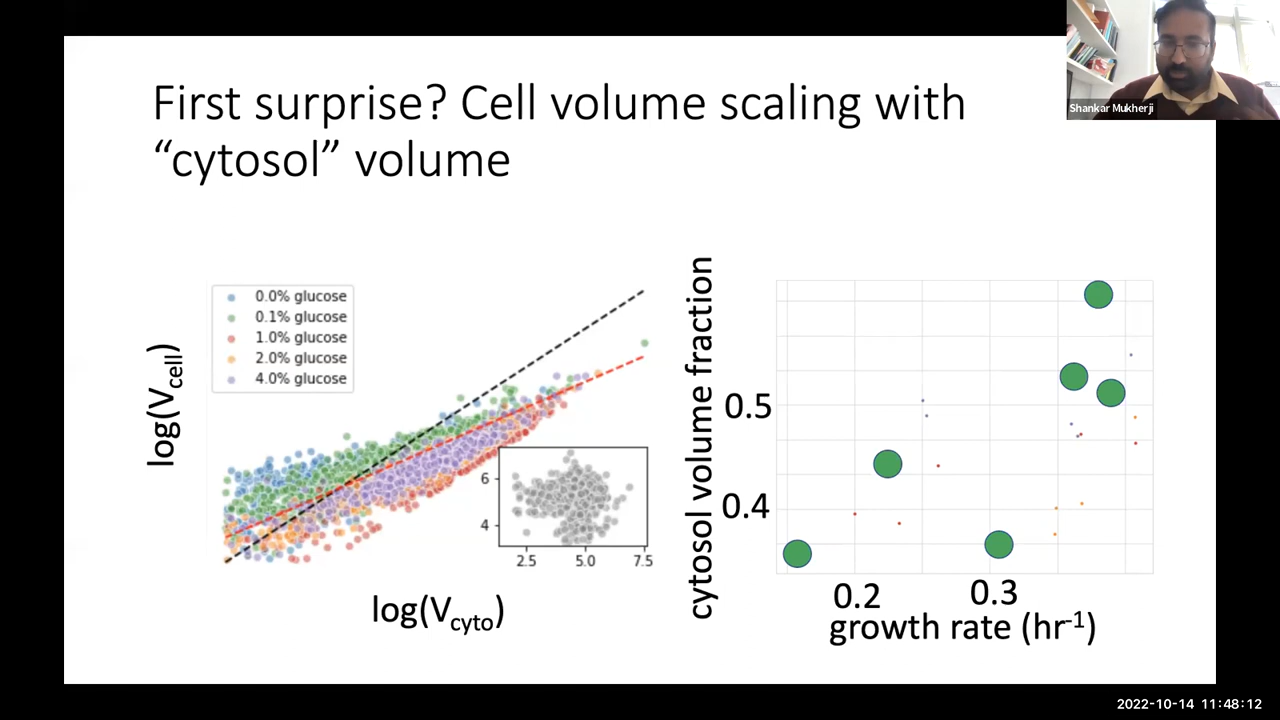 Shankar Mukherji
First surprise? Cell volume scaling with
“cytosol” volume
0.0% glucose
0.1% glucose
1.0% glucose
2.0% glucose
4.0% glucose
log(Vcell)
6
4
2.5 5.0 7.5
log(Vcyto)
cytosol volume fraction
0.5
0.4
0.2 0.3
growth rate (hr-1)
2022-10-14 11:48:12